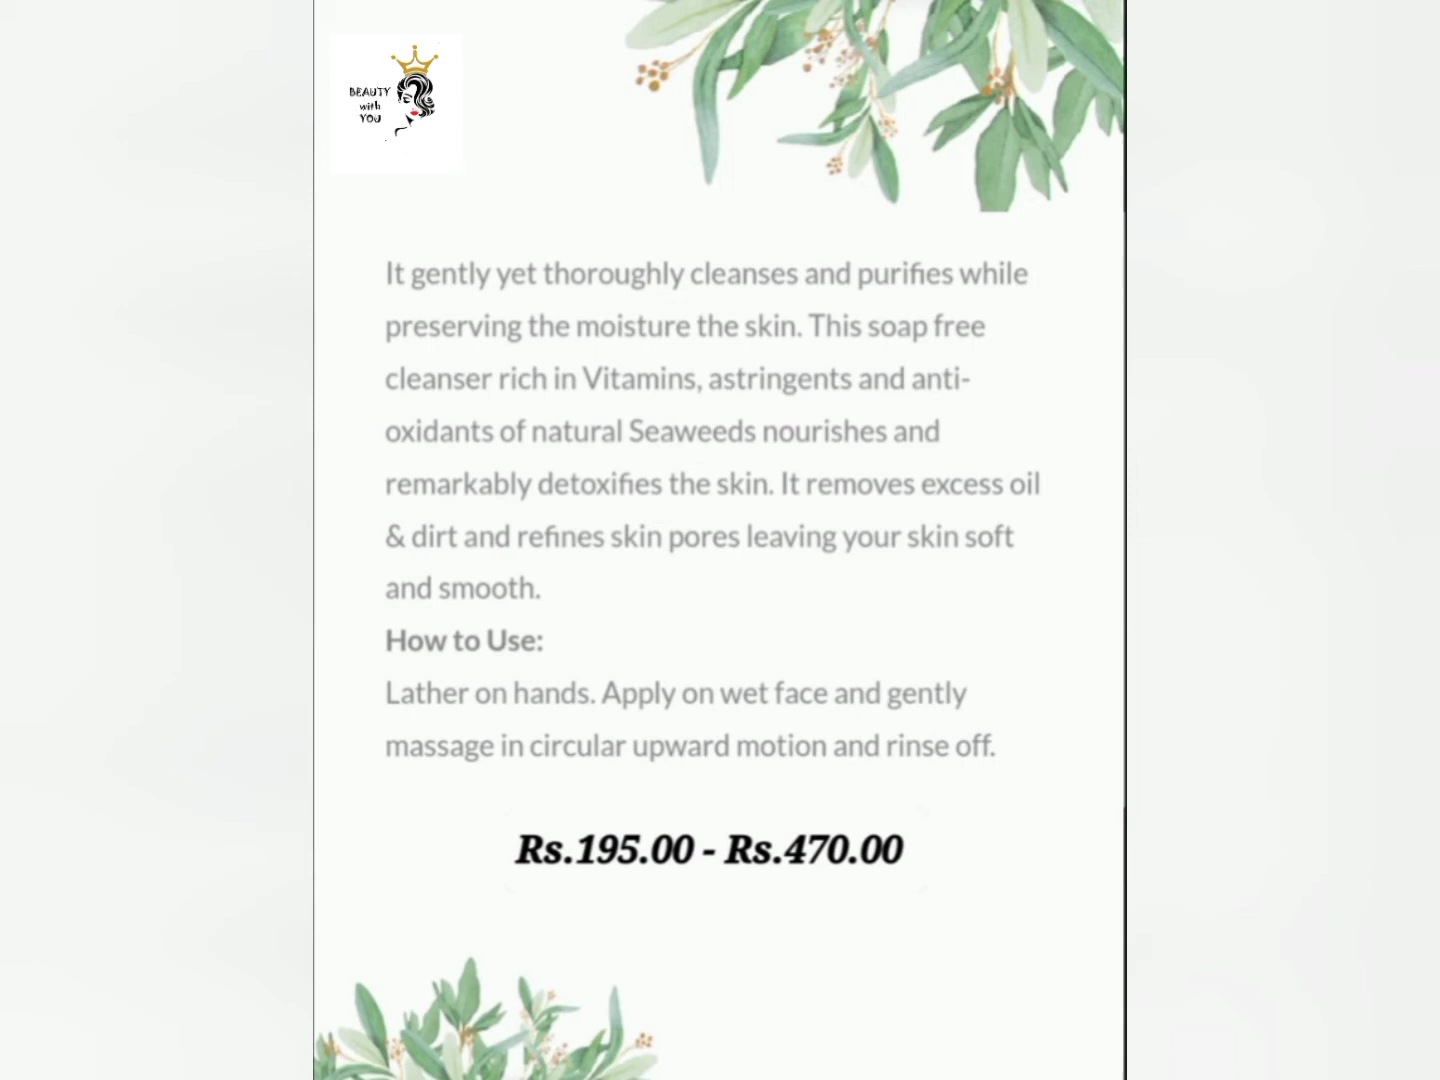 BEAUTY
with
YOU
It gently yet thoroughly cleanses and purifies while
preserving the moisture the skin. This soap free
cleanser rich in Vitamins, astringents and anti-
oxidants of natural Seaweeds nourishes and
remarkably detoxifies the skin. It removes excess oil
& dirt and refines skin pores leaving your skin soft
and smooth.
How to Use:
Lather on hands. Apply on wet face and gently
massage in circular upward motion and rinse off.
Rs.195.00 - Rs.470.00